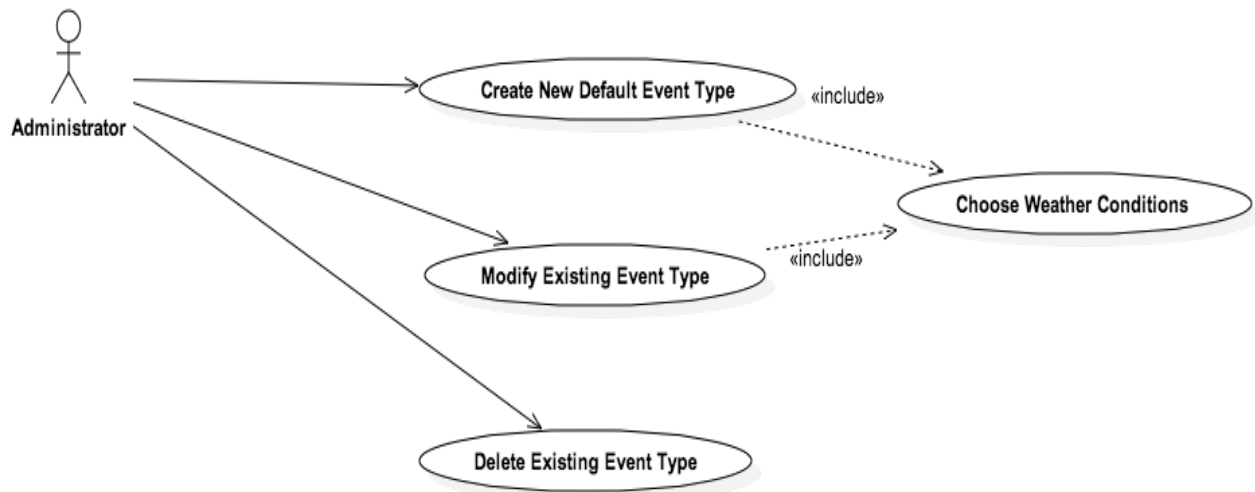 Administrator
Create New Default Event Type
«include»
Choose Weather Conditions
Modify Existing Event Type
«include»
Delete Existing Event Type